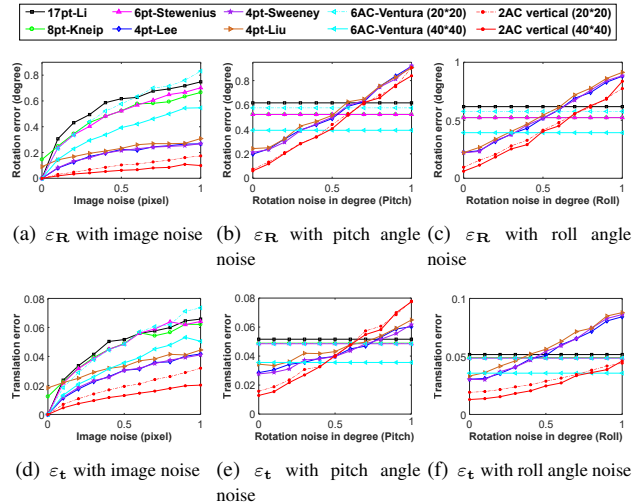 17pt-Li 6pt-Stewenius 4pt-Sweeney 6AC-Ventura (20*20) 2AC vertical (20*20)
8pt-Kneip 4pt-Lee 4pt-Liu 6AC-Ventura (40*40) 2AC vertical (40*40)
Rotation error (degree)
0.8
0.6
0.4
0.2
0
0 0.5 1
Image noise (pixel)
Rotation error (degree)
0.8
0.6
0.4
0.2
0
0 0.5 1
Rotation noise in degree (Pitch)
Rotation error (degree)
1
0.5
0
0 0.5 1
Rotation noise in degree (Roll)
(a) εR with image noise
(b) εR with pitch angle
noise
(c) εR with roll angle
noise
Translation error
0.08
0.06
0.04
0.02
0
0 0.5 1
Image noise (pixel)
Translation error
0.08
0.06
0.04
0.02
0
0 0.5 1
Rotation noise in degree (Pitch)
Translation error
0.1
0.05
0
0 0.5 1
Rotation noise in degree (Roll)
(d) εt with image noise
(e) εt with pitch angle
noise
(f) εt with roll angle noise